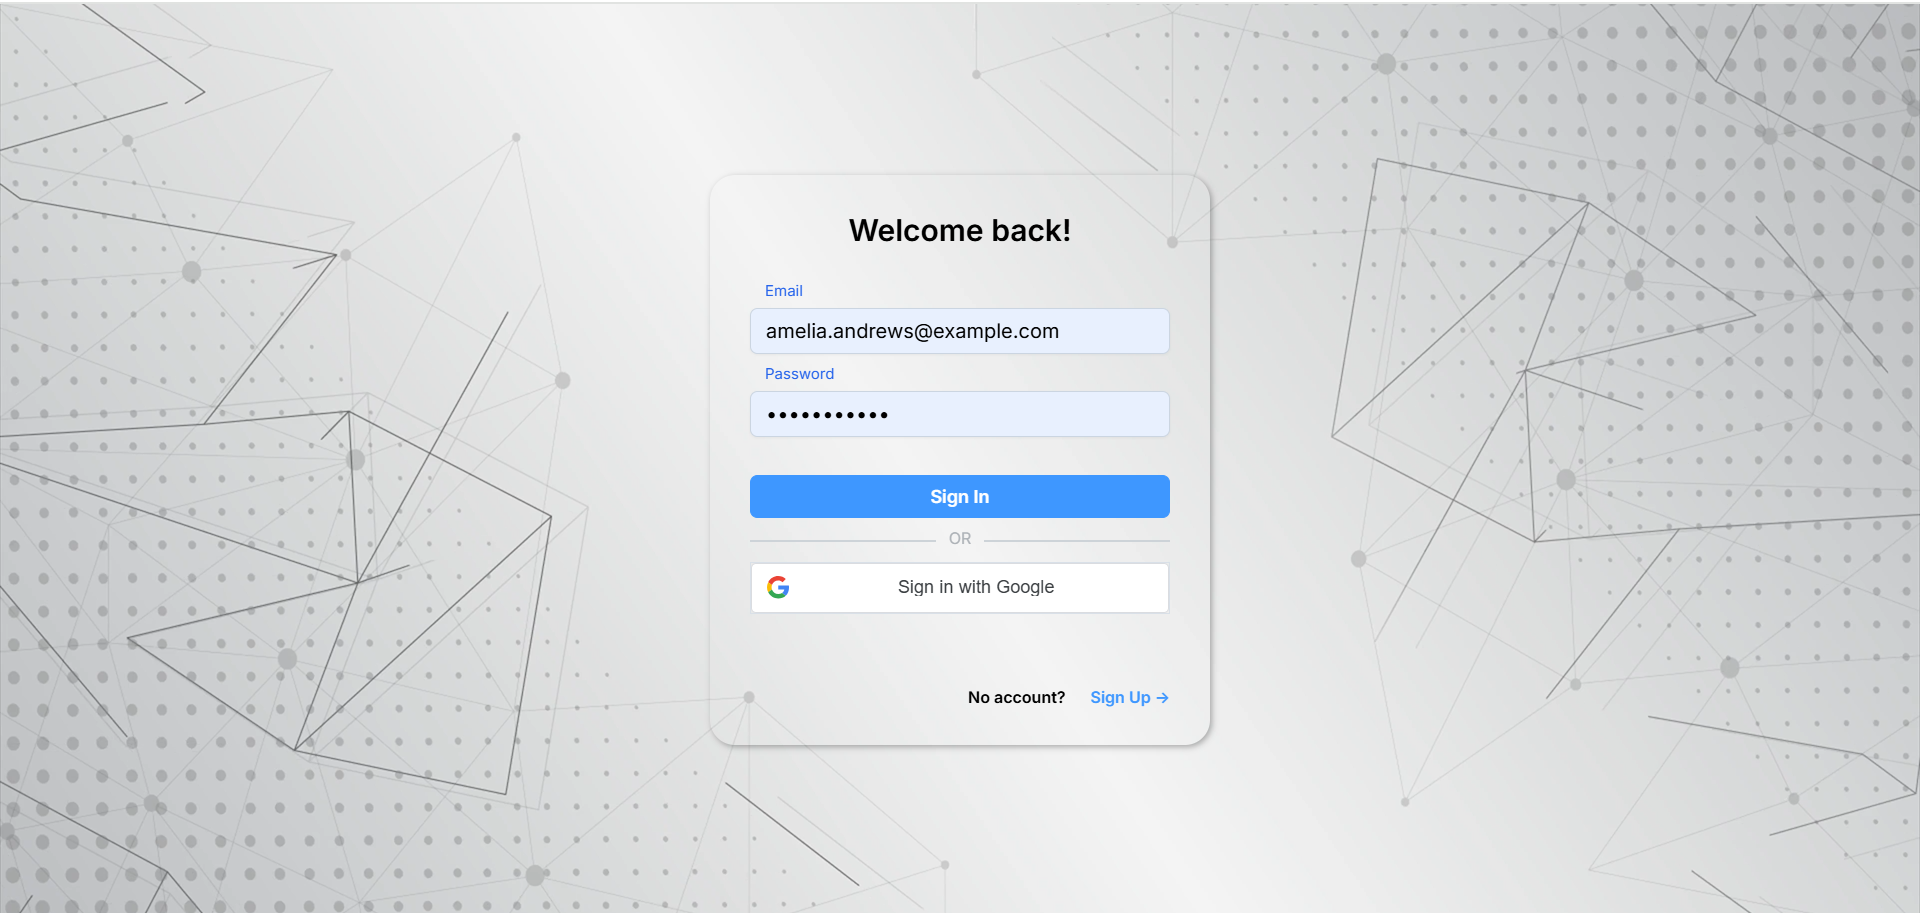 Welcome back!
Email
amelia.andrews@example.com
Password
•••••••••••
Sign In
OR
Sign in with Google
No account? Sign Up →